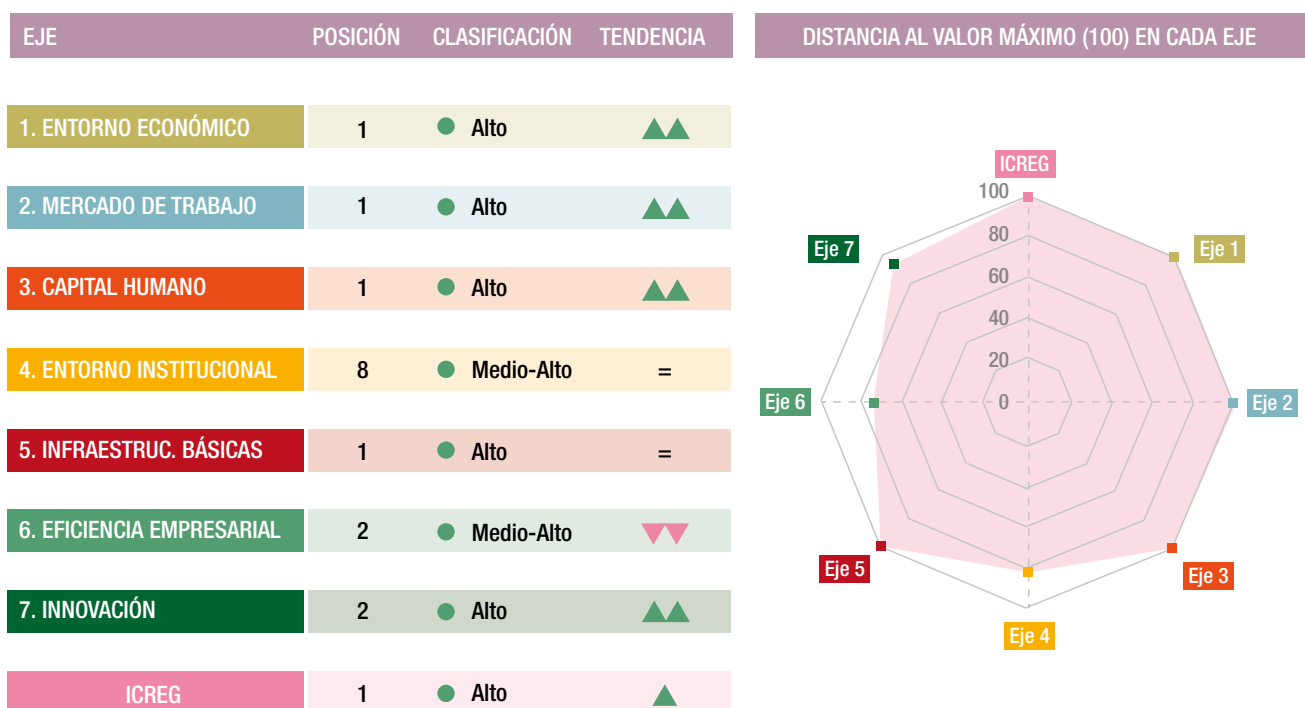 EJE POSICIÓN CLASIFICACIÓN TENDENCIA
1. ENTORNO ECONÓMICO 1 Alto
2. MERCADO DE TRABAJO 1 Alto
3. CAPITAL HUMANO 1 Alto
4. ENTORNO INSTITUCIONAL 8 Medio-Alto =
5. INFRAESTRUC. BÁSICAS 1 Alto =
6. EFICIENCIA EMPRESARIAL 2 Medio-Alto
7. INNOVACIÓN 2 Alto
ICREG 1 Alto
DISTANCIA AL VALOR MÁXIMO (100) EN CADA EJE
ICREG
100
Eje 7
80
Eje 1
60
40
20
Eje 6
0
Eje 2
Eje 5
Eje 3
Eje 4